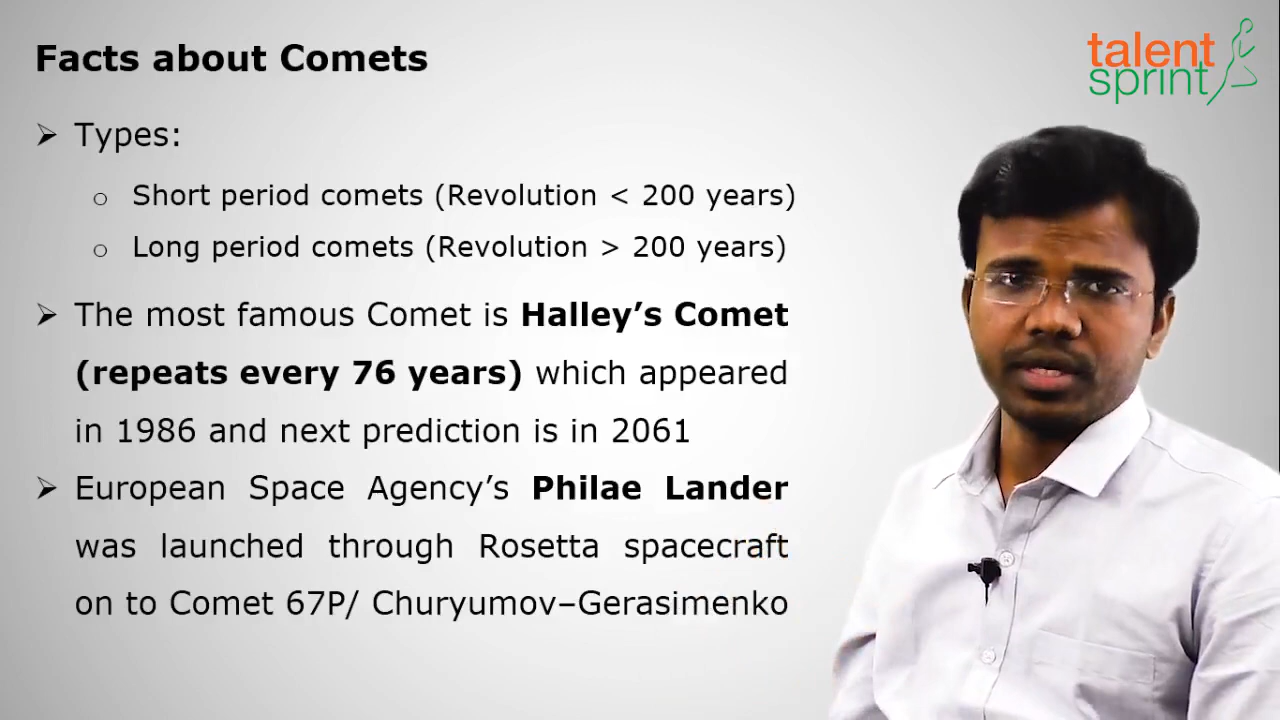 Facts about Comets
talent
sprint
➢ Types:
o Short period comets (Revolution < 200 years)
o Long period comets (Revolution > 200 years)
➢ The most famous Comet is Halley’s Comet
(repeats every 76 years) which appeared
in 1986 and next prediction is in 2061
➢ European Space Agency’s Philae Lander
was launched through Rosetta spacecraft
on to Comet 67P/ Churyumov–Gerasimenko